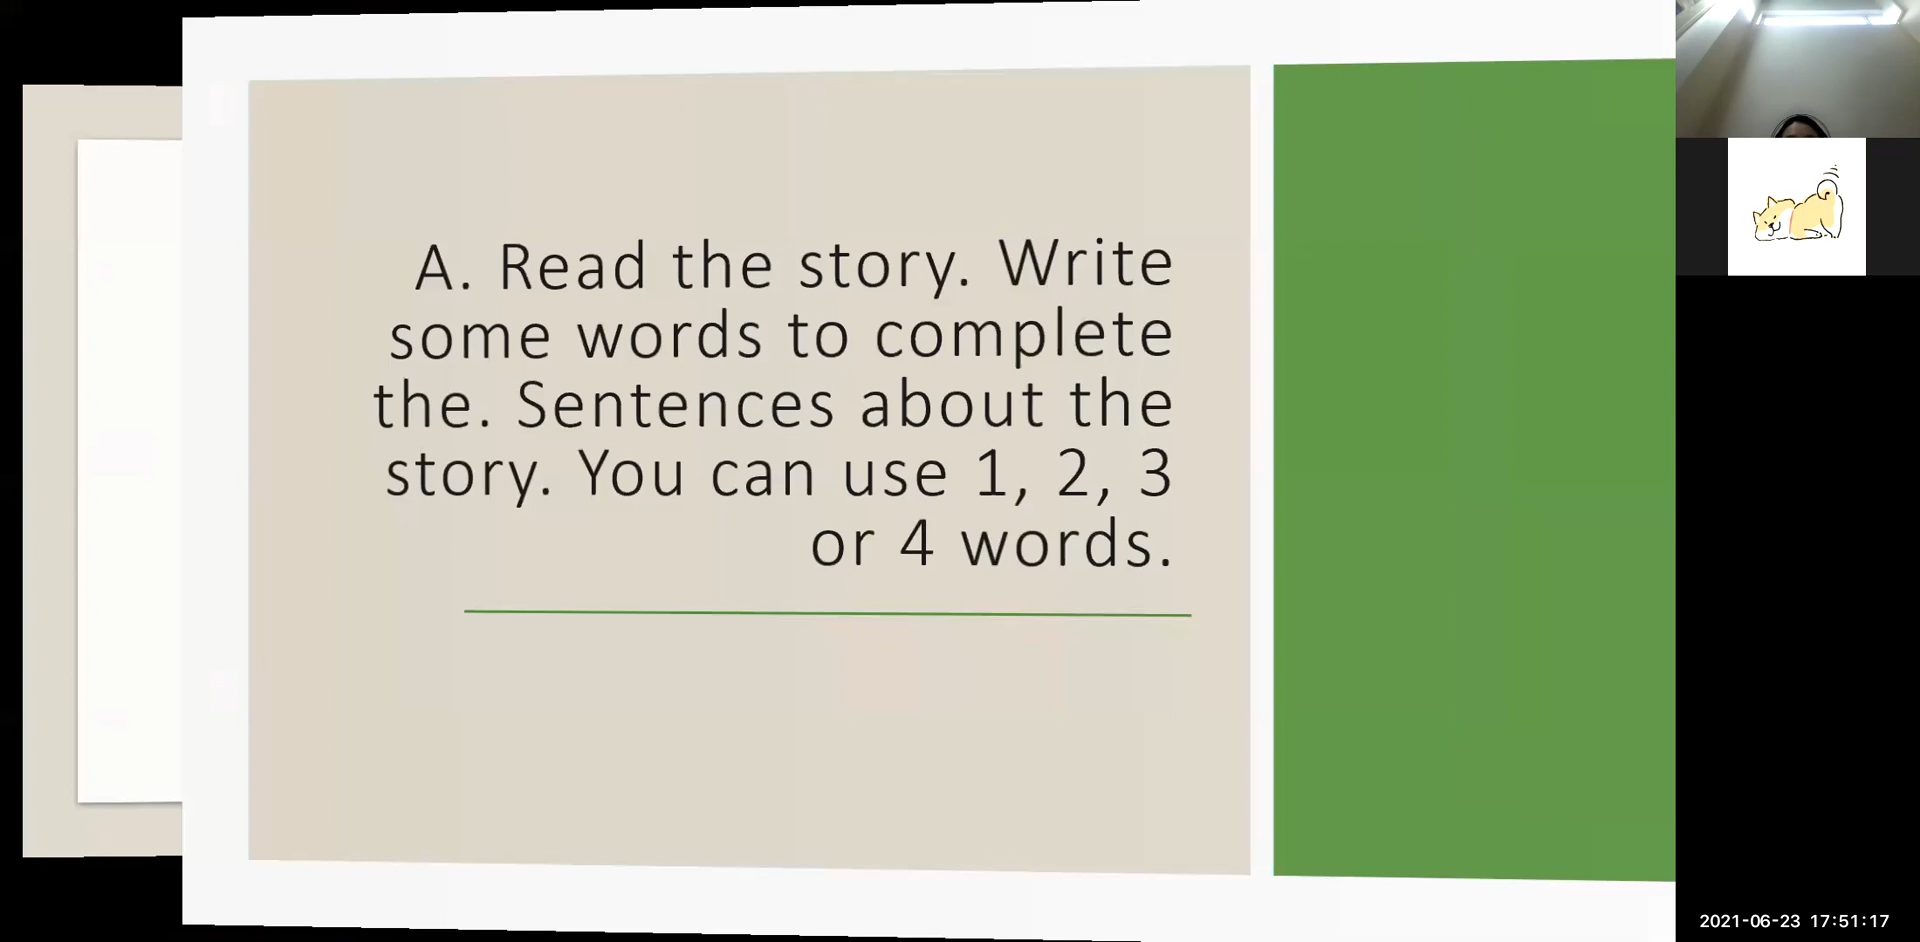 A. Read the story. Write
some words to complete
the. Sentences about the
story. You can use 1, 2, 3
or 4 words.
2021-06-23 17:51:17